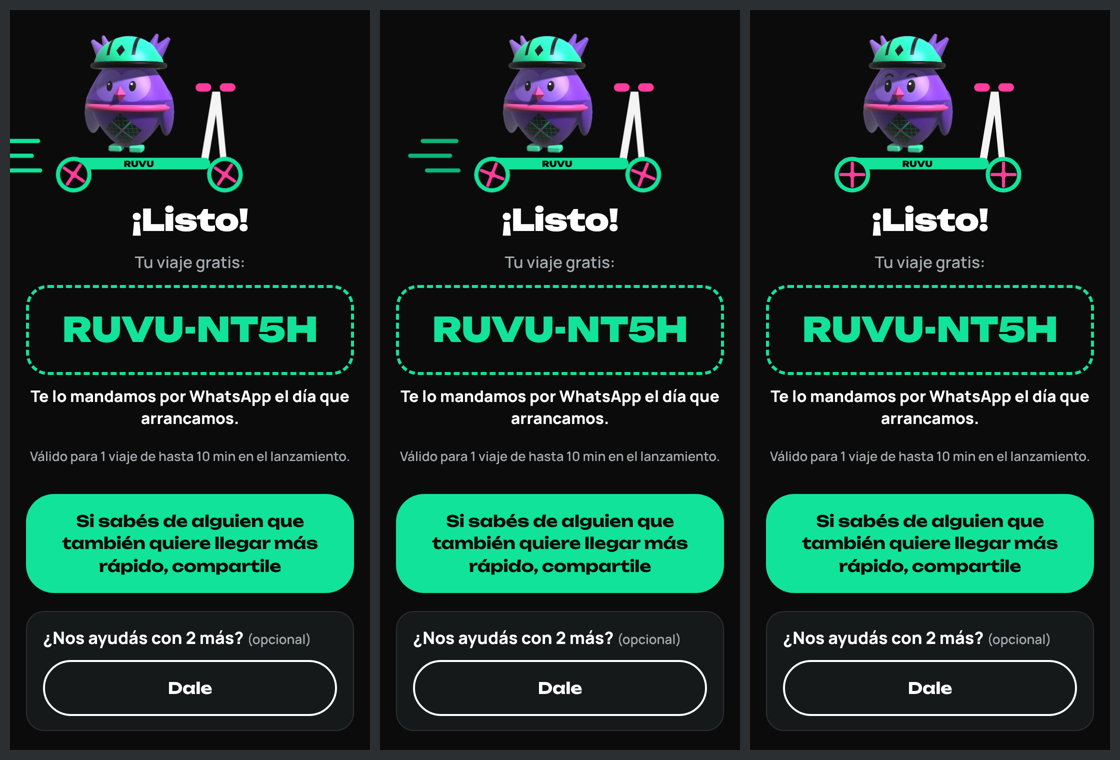 RUVU
¡Listo!
Tu viaje gratis:
RUVU-NT5H
Te lo mandamos por WhatsApp el día que
arrancamos.
Válido para 1 viaje de hasta 10 min en el lanzamiento.
Si sabés de alguien que
también quiere llegar más
rápido, compartile
¿Nos ayudás con 2 más? (opcional)
Dale
RUVU
¡Listo!
Tu viaje gratis:
RUVU-NT5H
Te lo mandamos por WhatsApp el día que
arrancamos.
Válido para 1 viaje de hasta 10 min en el lanzamiento.
Si sabés de alguien que
también quiere llegar más
rápido, compartile
¿Nos ayudás con 2 más? (opcional)
Dale
RUVU
¡Listo!
Tu viaje gratis:
RUVU-NT5H
Te lo mandamos por WhatsApp el día que
arrancamos.
Válido para 1 viaje de hasta 10 min en el lanzamiento.
Si sabés de alguien que
también quiere llegar más
rápido, compartile
¿Nos ayudás con 2 más? (opcional)
Dale